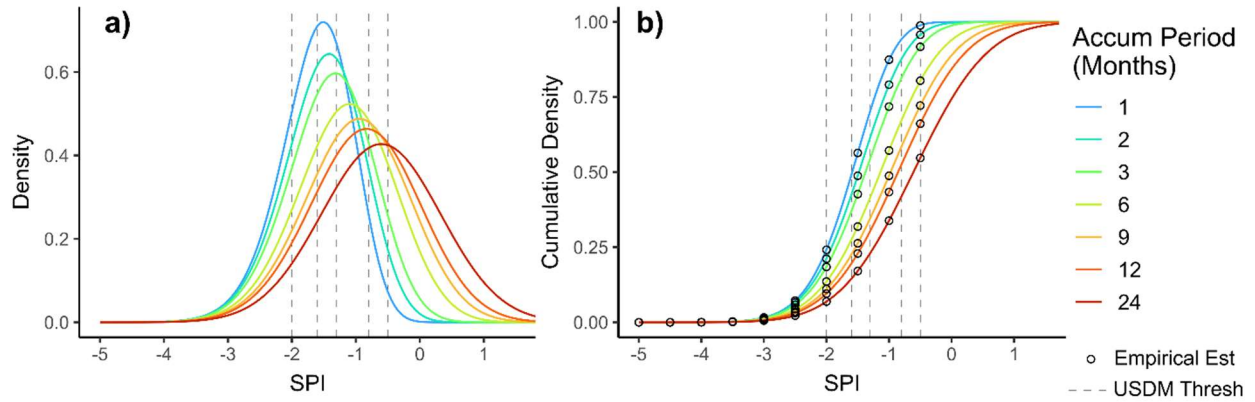 a)
Density
0.6
0.4
0.2
0.0
-5 -4 -3 -2 -1 0 1
SPI
b)
Cumulative Density
1.00
0.75
0.50
0.25
0.00
-5 -4 -3 -2 -1 0 1
SPI
Accum Period
(Months)
1
2
3
6
9
12
24
Empirical Est
USDM Thresh